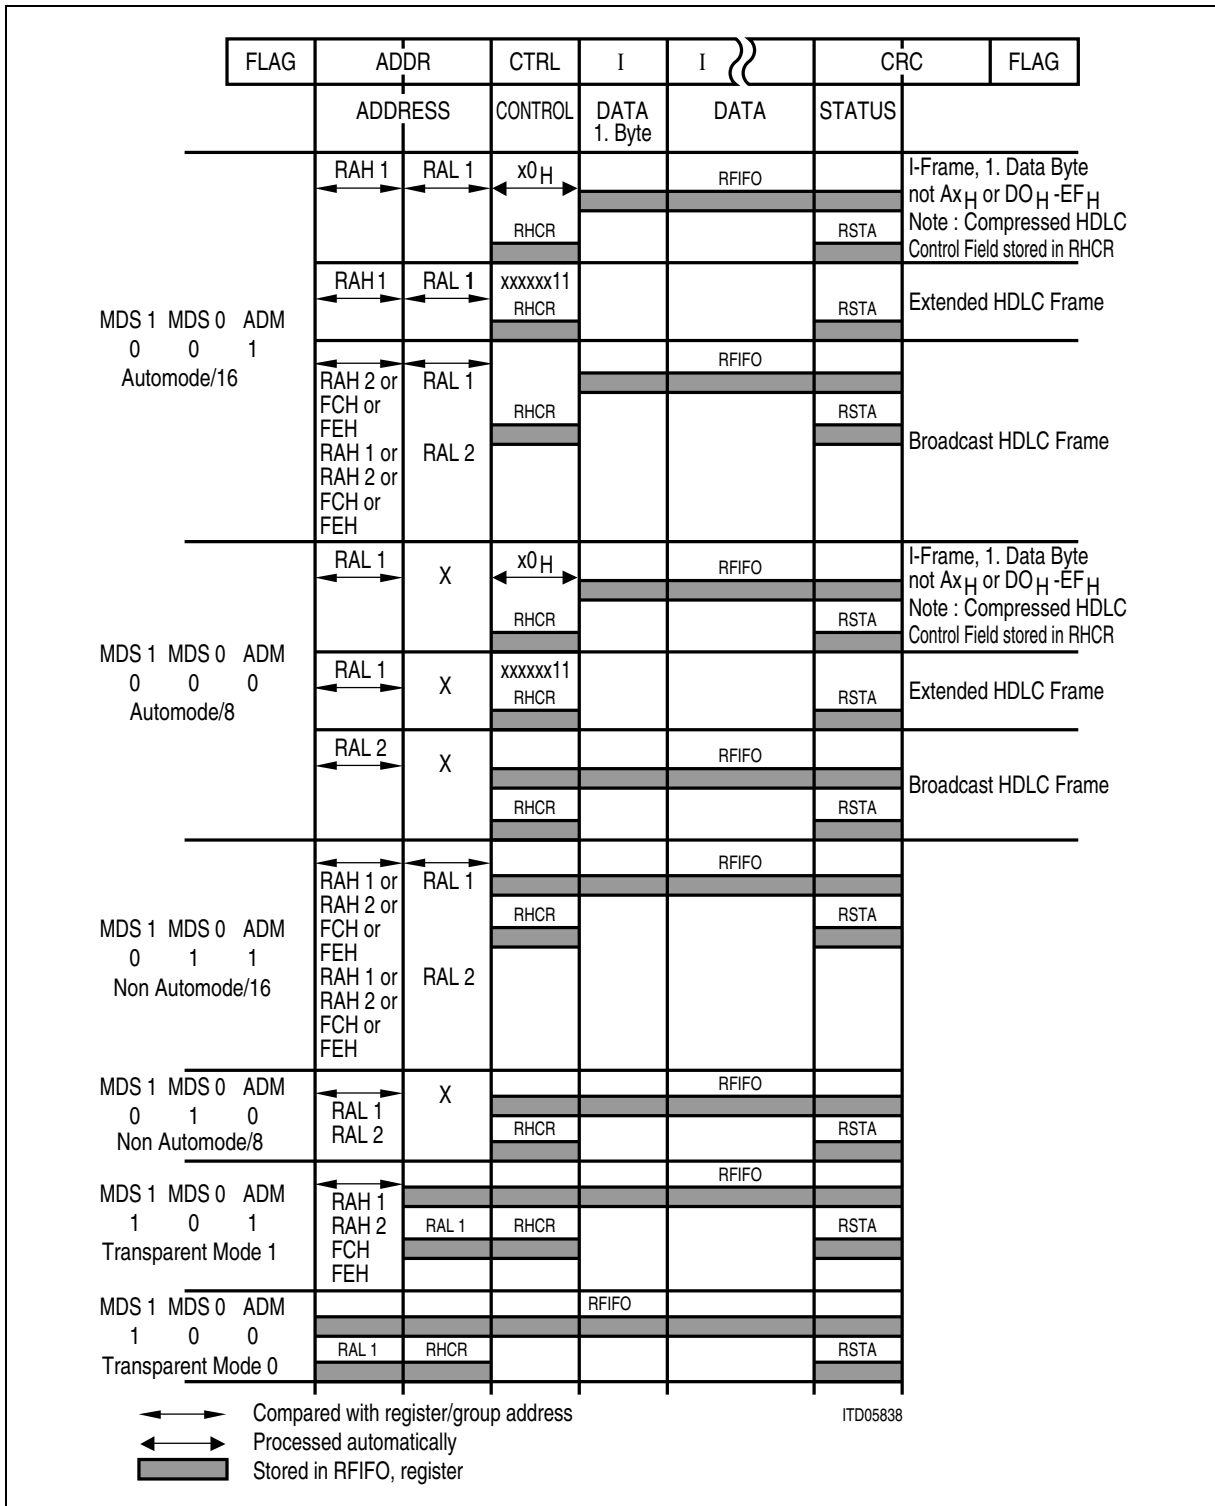 FLAG ADDR CTRL I I CRC FLAG
ADDRESS CONTROL DATA DATA STATUS
1. Byte
RAH 1 RAL 1 x0H RFIFO I-Frame, 1. Data Byte
not AxH or DOH-EFH
RHCR RSTA Note : Compressed HDLC
Control Field stored in RHCR
MDS 1 MDS 0 ADM
0 0 1
Automode/16
RAH 1 RAL 1 xxxxxx11
RHCR RSTA Extended HDLC Frame
RFIFO
RAH 2 or RAL 1
FCH or RHCR RSTA
FEH
RAH 1 or RAL 2 Broadcast HDLC Frame
RAH 2 or
FCH or
FEH
RAL 1 X x0H RFIFO I-Frame, 1. Data Byte
not AxH or DOH-EFH
RHCR RSTA Note : Compressed HDLC
Control Field stored in RHCR
MDS 1 MDS 0 ADM
0 0 0
Automode/8
RAL 1 X xxxxxx11
RHCR RSTA Extended HDLC Frame
RAL 2 X RFIFO
Broadcast HDLC Frame
RHCR RSTA
RFIFO
RAH 1 or RAL 1
RAH 2 or
FCH or RHCR RSTA
FEH
RAH 1 or RAL 2
RAH 2 or
FCH or
FEH
MDS 1 MDS 0 ADM
0 1 1
Non Automode/16
MDS 1 MDS 0 ADM X RFIFO
0 1 0 RAL 1
Non Automode/8 RAL 2 RHCR RSTA
RFIFO
MDS 1 MDS 0 ADM RAH 1
1 0 1 RAH 2 RAL 1 RHCR RSTA
Transparent Mode 1 FCH
FEH
MDS 1 MDS 0 ADM RFIFO
1 0 0
Transparent Mode 0 RAL 1 RHCR RSTA
Compared with register/group address ITD05838
Processed automatically
Stored in RFIFO, register